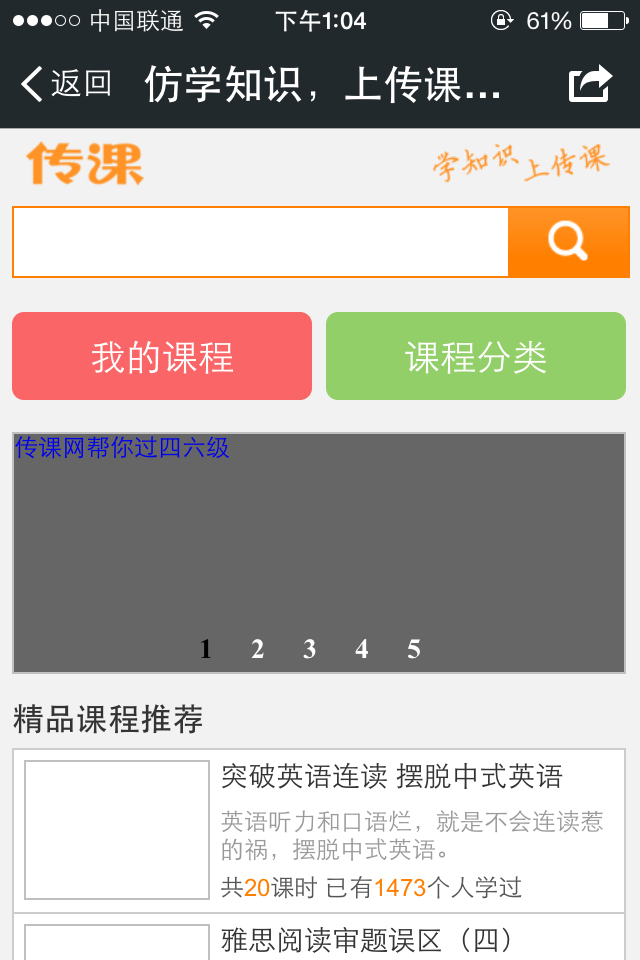 中国联通 下午1:04 61%
返回 仿学知识，上传课...
传课 学知识 上传课
我的课程 课程分类
传课网帮你过四六级
1 2 3 4 5
精品课程推荐
突破英语连读 摆脱中式英语
英语听力和口语烂，就是不会连读惹
的祸，摆脱中式英语。
共20课时 已有1473个人学过
雅思阅读审题误区（四）